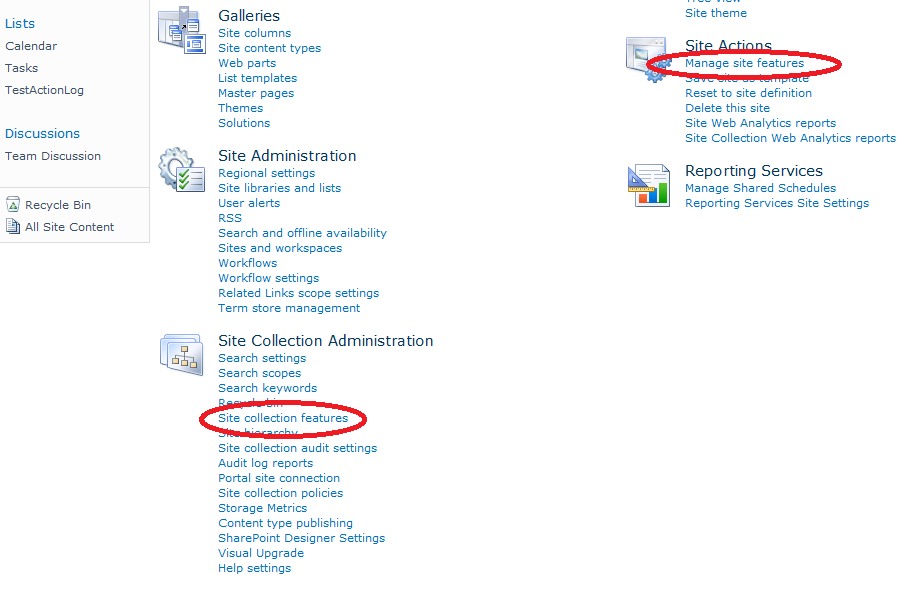 Lists
Calendar
Tasks
TestActionLog
Discussions
Team Discussion
Recycle Bin
All Site Content
Galleries
Site columns
Site content types
Web parts
List templates
Master pages
Themes
Solutions
Site Administration
Regional settings
Site libraries and lists
User alerts
RSS
Search and offline availability
Sites and workspaces
Workflows
Workflow settings
Related Links scope settings
Term store management
Site Collection Administration
Search settings
Search scopes
Search keywords
Recycle bin
Site collection features
Site hierarchy
Site collection audit settings
Audit log reports
Portal site connection
Site collection policies
Storage Metrics
Content type publishing
SharePoint Designer Settings
Visual Upgrade
Help settings
Tree view
Site theme
Site Actions
Manage site features
Save site as template
Reset to site definition
Delete this site
Site Web Analytics reports
Site Collection Web Analytics reports
Reporting Services
Manage Shared Schedules
Reporting Services Site Settings